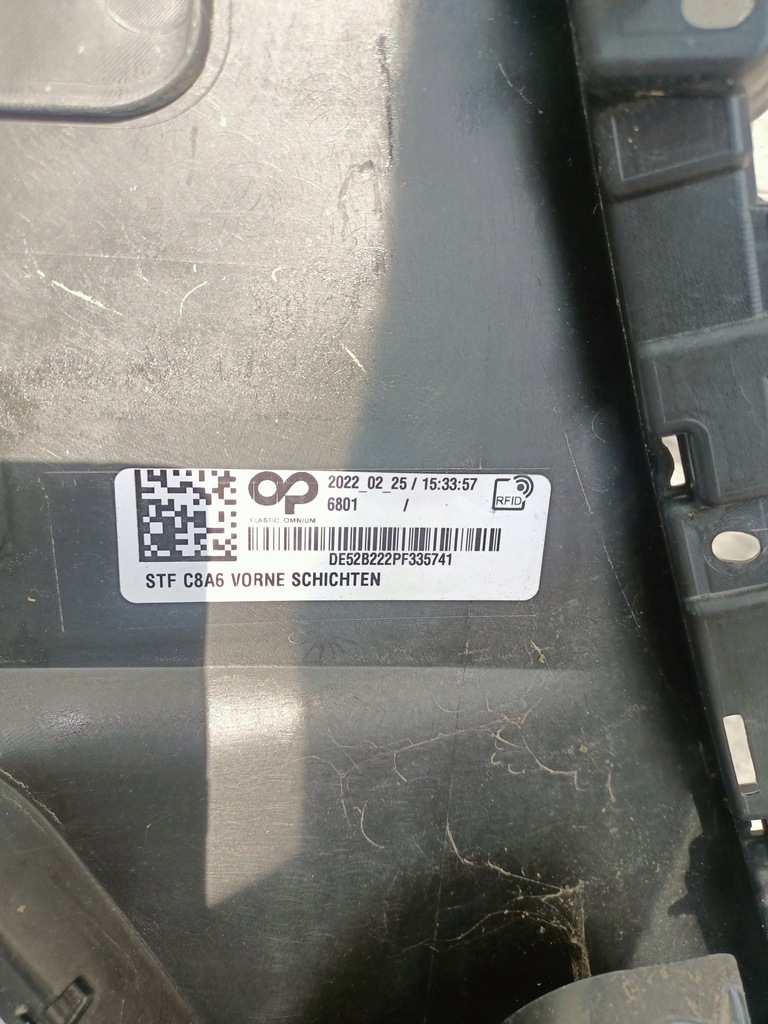 2022_02_25 / 15:33:57
6801 /
RFID
PLASTIC OMNIUM
DE52B222PF335741
STF C8A6 VORNE SCHICHTEN